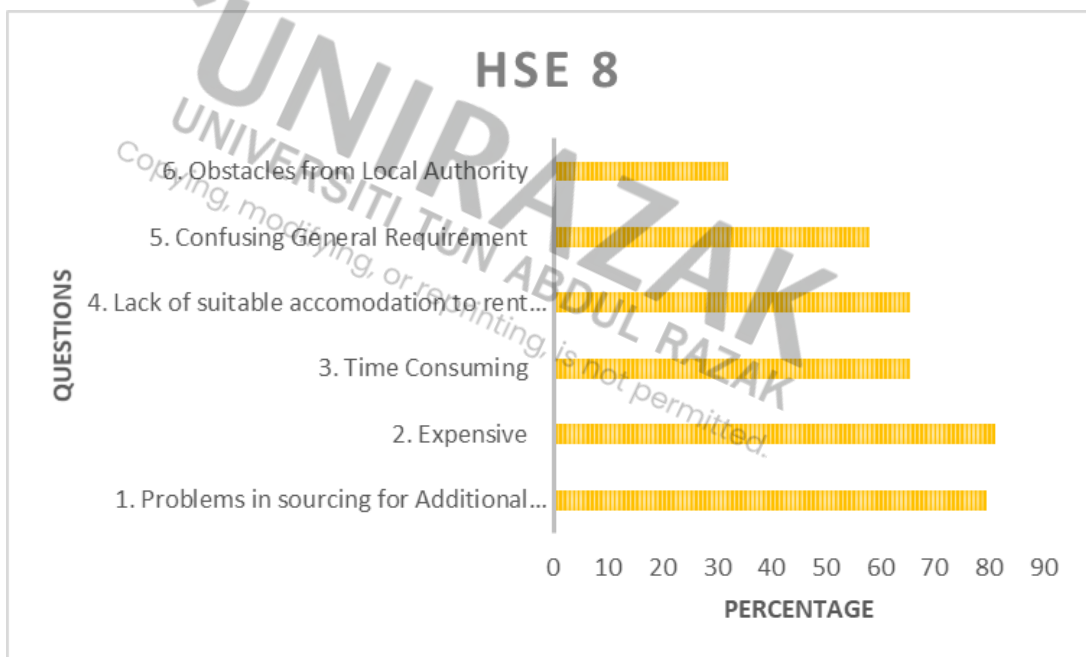 HSE 8
UNIRAZAK
UNIVERSITI TUN ABDUL RAZAK
Copying, modifying, or reprinting, is not permitted.
QUESTIONS
6. Obstacles from Local Authority
5. Confusing General Requirement
4. Lack of suitable accomodation to rent...
3. Time Consuming
2. Expensive
1. Problems in sourcing for Additional...
0 10 20 30 40 50 60 70 80 90
PERCENTAGE